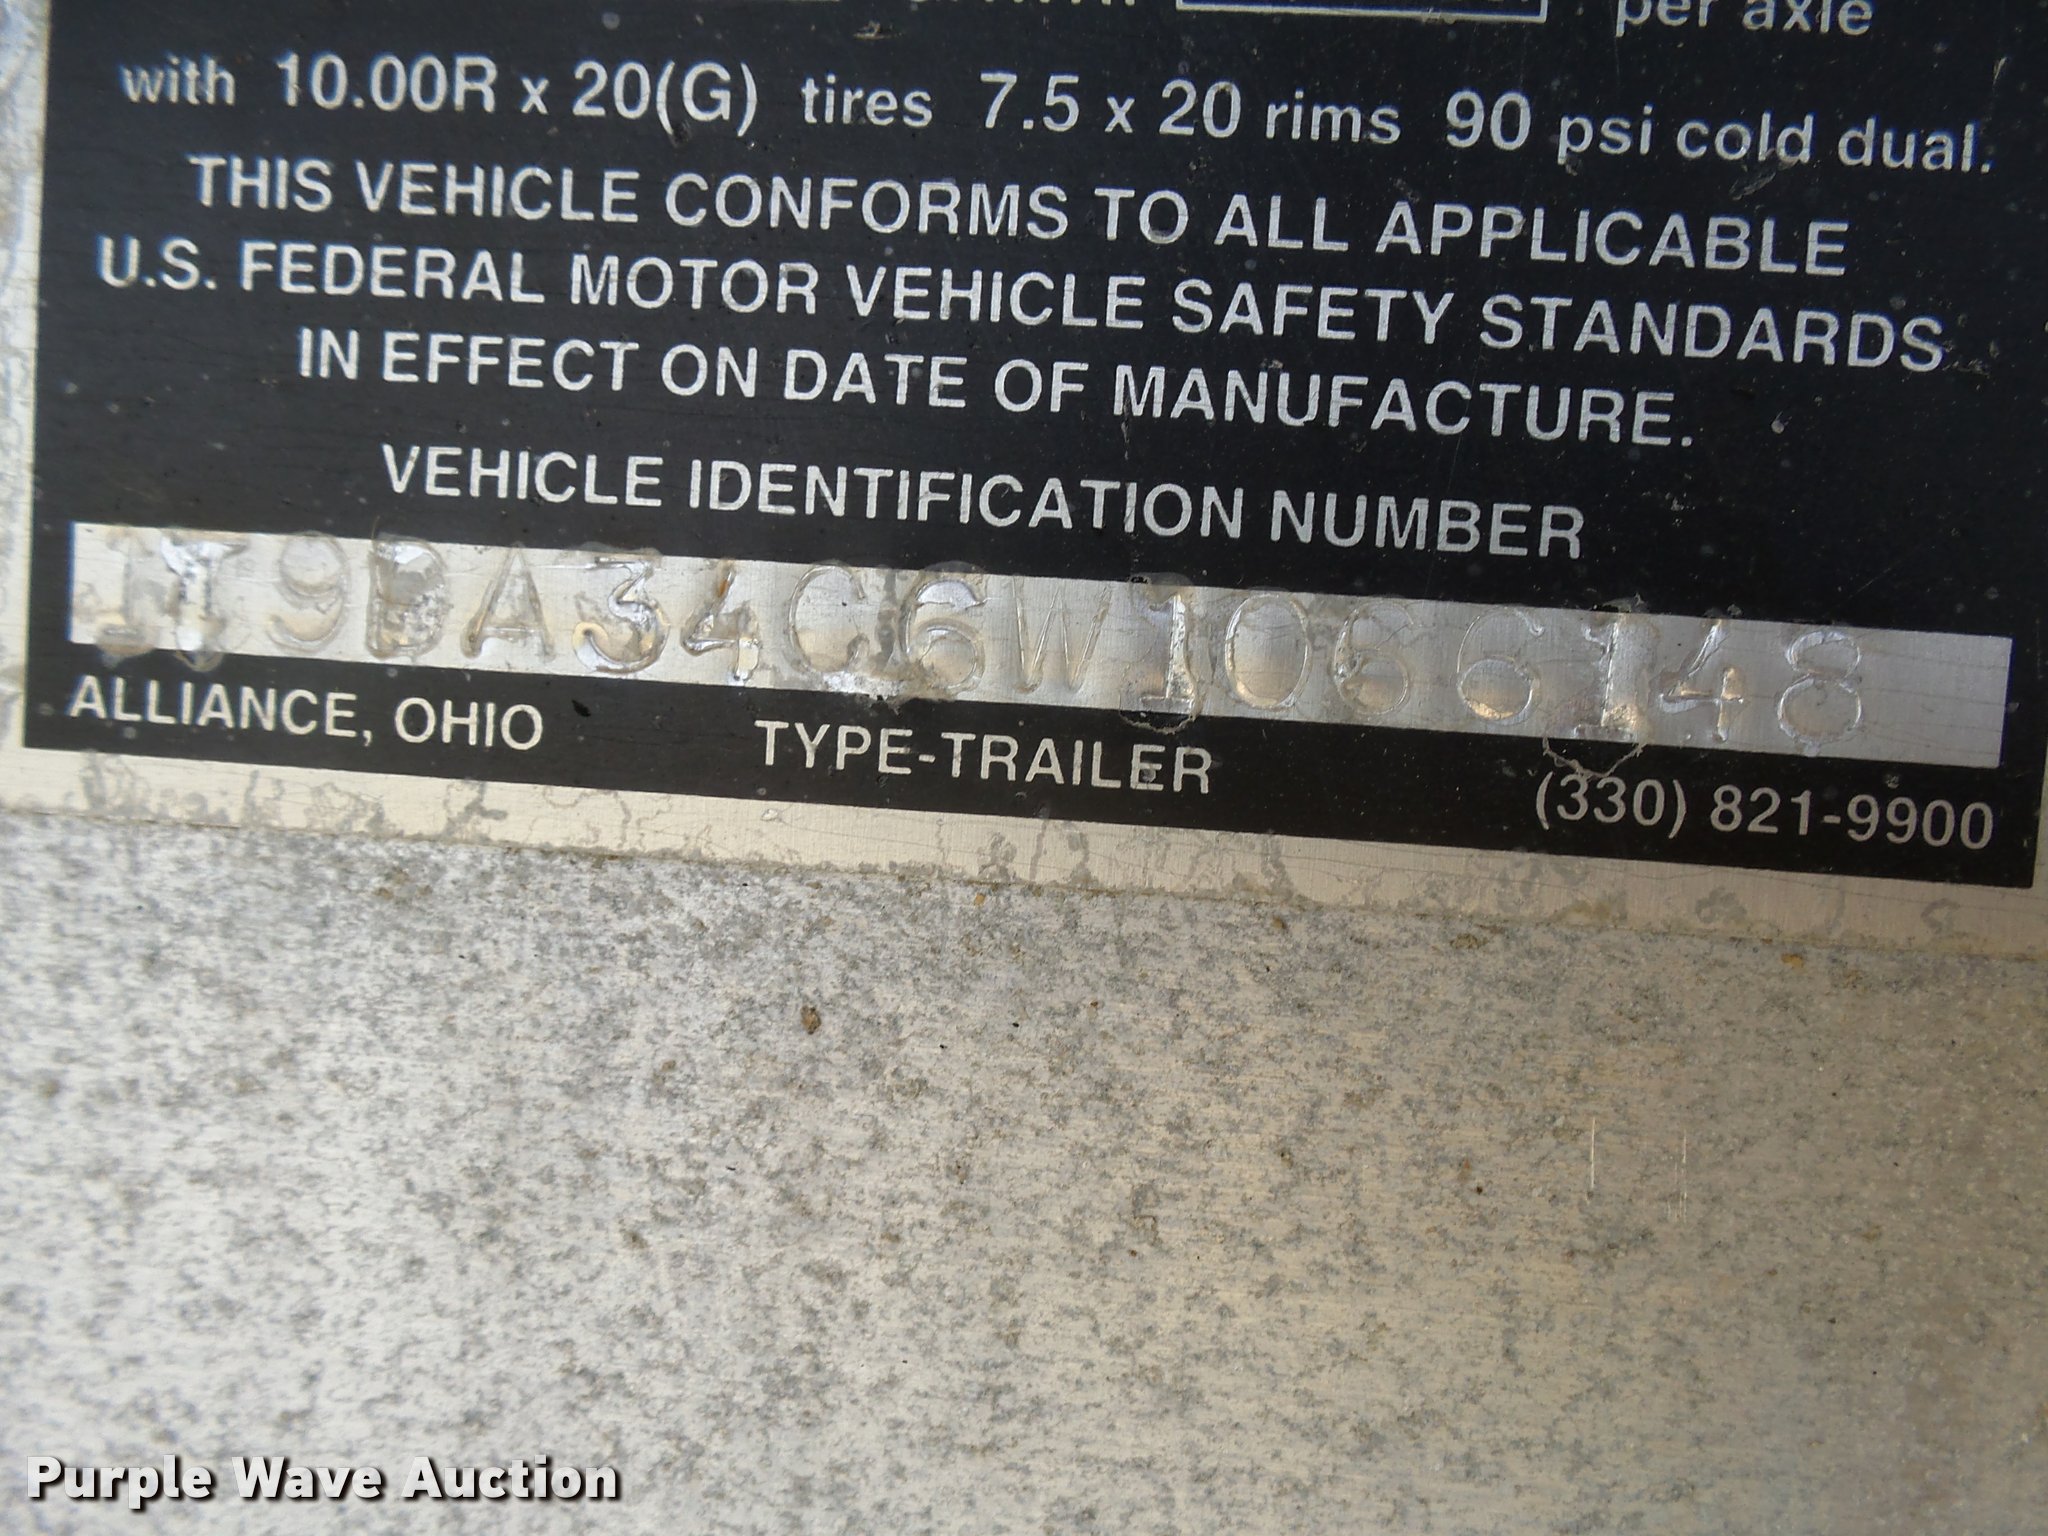 per axle
with 10.00R x 20(G) tires 7.5 x 20 rims 90 psi cold dual.
THIS VEHICLE CONFORMS TO ALL APPLICABLE
U.S. FEDERAL MOTOR VEHICLE SAFETY STANDARDS
IN EFFECT ON DATE OF MANUFACTURE.
VEHICLE IDENTIFICATION NUMBER
1T9DA34C6W1066148
ALLIANCE, OHIO TYPE-TRAILER (330) 821-9900
Purple Wave Auction